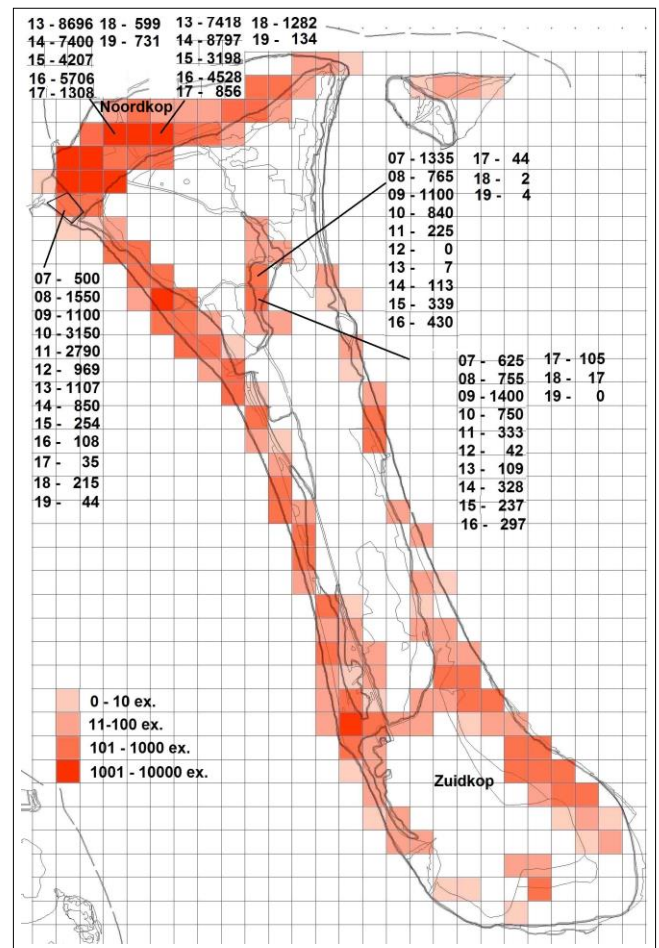 13 - 8696 18 - 599
14 - 7400 19 - 731
15 - 4207
16 - 5706
17 - 1308
13 - 7418 18 - 1282
14 - 8797 19 - 134
15 - 3198
16 - 4528
17 - 856
Noordkop
07 - 1335 17 - 44
08 - 765 18 - 2
09 - 1100 19 - 4
10 - 840
11 - 225
12 - 0
13 - 7
14 - 113
15 - 339
16 - 430
07 - 500
08 - 1550
09 - 1100
10 - 3150
11 - 2790
12 - 969
13 - 1107
14 - 850
15 - 254
16 - 108
17 - 35
18 - 215
19 - 44
07 - 625 17 - 105
08 - 755 18 - 17
09 - 1400 19 - 0
10 - 750
11 - 333
12 - 42
13 - 109
14 - 328
15 - 237
16 - 297
0 - 10 ex.
11-100 ex.
101 - 1000 ex.
1001 - 10000 ex.
Zuidkop